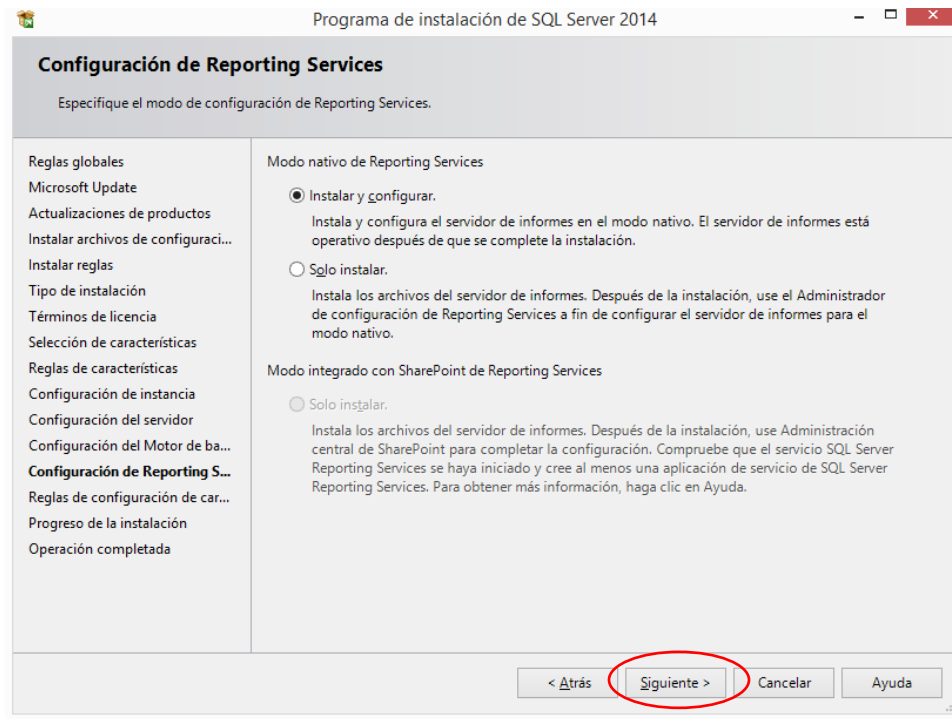 Programa de instalación de SQL Server 2014
Configuración de Reporting Services
Especifique el modo de configuración de Reporting Services.
Reglas globales
Microsoft Update
Actualizaciones de productos
Instalar archivos de configuraci...
Instalar reglas
Tipo de instalación
Términos de licencia
Selección de características
Reglas de características
Configuración de instancia
Configuración del servidor
Configuración del Motor de ba...
Configuración de Reporting S...
Reglas de configuración de car...
Progreso de la instalación
Operación completada
Modo nativo de Reporting Services
Instalar y configurar.
Instala y configura el servidor de informes en el modo nativo. El servidor de informes está
operativo después de que se complete la instalación.
Solo instalar.
Instala los archivos del servidor de informes. Después de la instalación, use el Administrador
de configuración de Reporting Services a fin de configurar el servidor de informes para el
modo nativo.
Modo integrado con SharePoint de Reporting Services
Solo instalar.
Instala los archivos del servidor de informes. Después de la instalación, use Administración
central de SharePoint para completar la configuración. Compruebe que el servicio SQL Server
Reporting Services se haya iniciado y cree al menos una aplicación de servicio de SQL Server
Reporting Services. Para obtener más información, haga clic en Ayuda.
< Atrás
Siguiente >
Cancelar
Ayuda